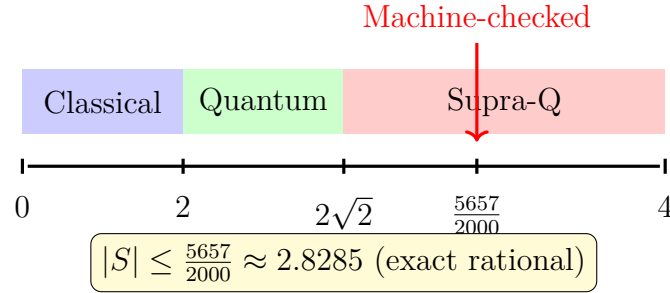 Machine-checked
Classical Quantum Supra-Q
0 2 2√2 5657/2000 4
|S| ≤ 5657/2000 ≈ 2.8285 (exact rational)